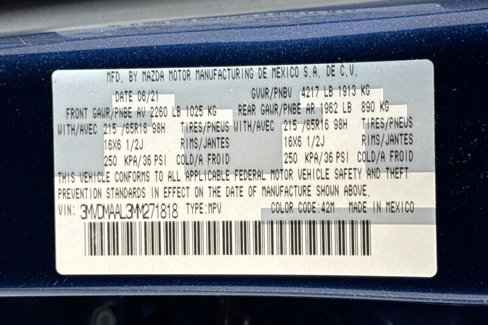 MFD. BY MAZDA MOTOR MANUFACTURING DE MEXICO S.A. DE C.V.
DATE 06/21 GVWR/PNBV 4217 LB 1913 KG
FRONT GAWR/PNBE AV 2260 LB 1025 KG REAR GAWR/PNBE AR 1962 LB 890 KG
WITH/AVEC 215 /65R16 98H TIRES/PNEUS WITH/AVEC 215 /65R16 98H TIRES/PNEUS
16X6 1/2J RIMS/JANTES 16X6 1/2J RIMS/JANTES
250 KPA/36 PSI COLD/A FROID 250 KPA/36 PSI COLD/A FROID
THIS VEHICLE CONFORMS TO ALL APPLICABLE FEDERAL MOTOR VEHICLE SAFETY AND THEFT
PREVENTION STANDARDS IN EFFECT ON THE DATE OF MANUFACTURE SHOWN ABOVE.
VIN: 3MVDMAAL3MM271818 TYPE:MPV COLOR CODE:42M MADE IN MEXICO